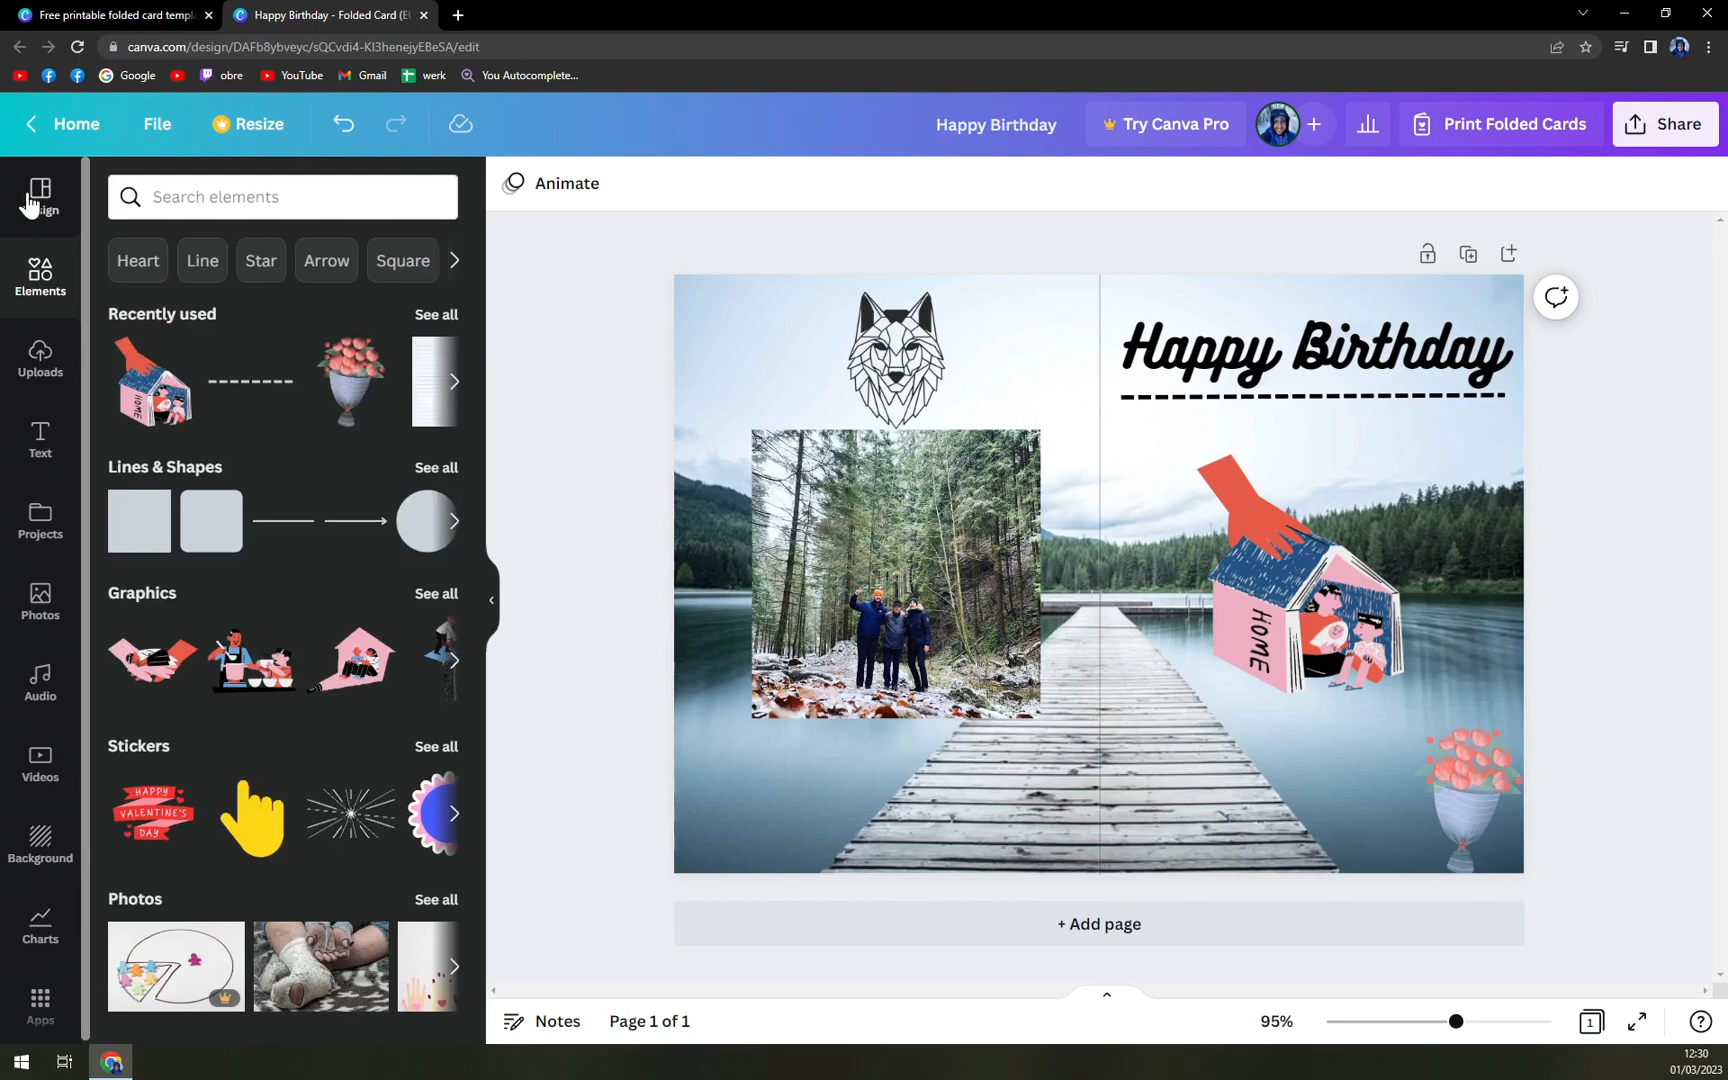 Free printable folded card templ
Happy Birthday - Folded Card (E
canva.com/design/DAFb8ybveyc/sQCvdi4-KI3henejyEBeSA/edit
Google
obre
YouTube
Gmail
werk
You Autocomplete...
Home
File
Resize
Happy Birthday
Try Canva Pro
Print Folded Cards
Share
Design
Elements
Uploads
Text
Projects
Photos
Audio
Videos
Background
Charts
Apps
Search elements
Heart
Line
Star
Arrow
Square
Recently used
See all
HOME
Lines & Shapes
See all
Graphics
See all
Stickers
See all
HAPPY
VALENTINE'S
DAY
Photos
See all
Animate
Happy Birthday
HOME
+ Add page
Notes
Page 1 of 1
95%
1
12:30
01/03/2023